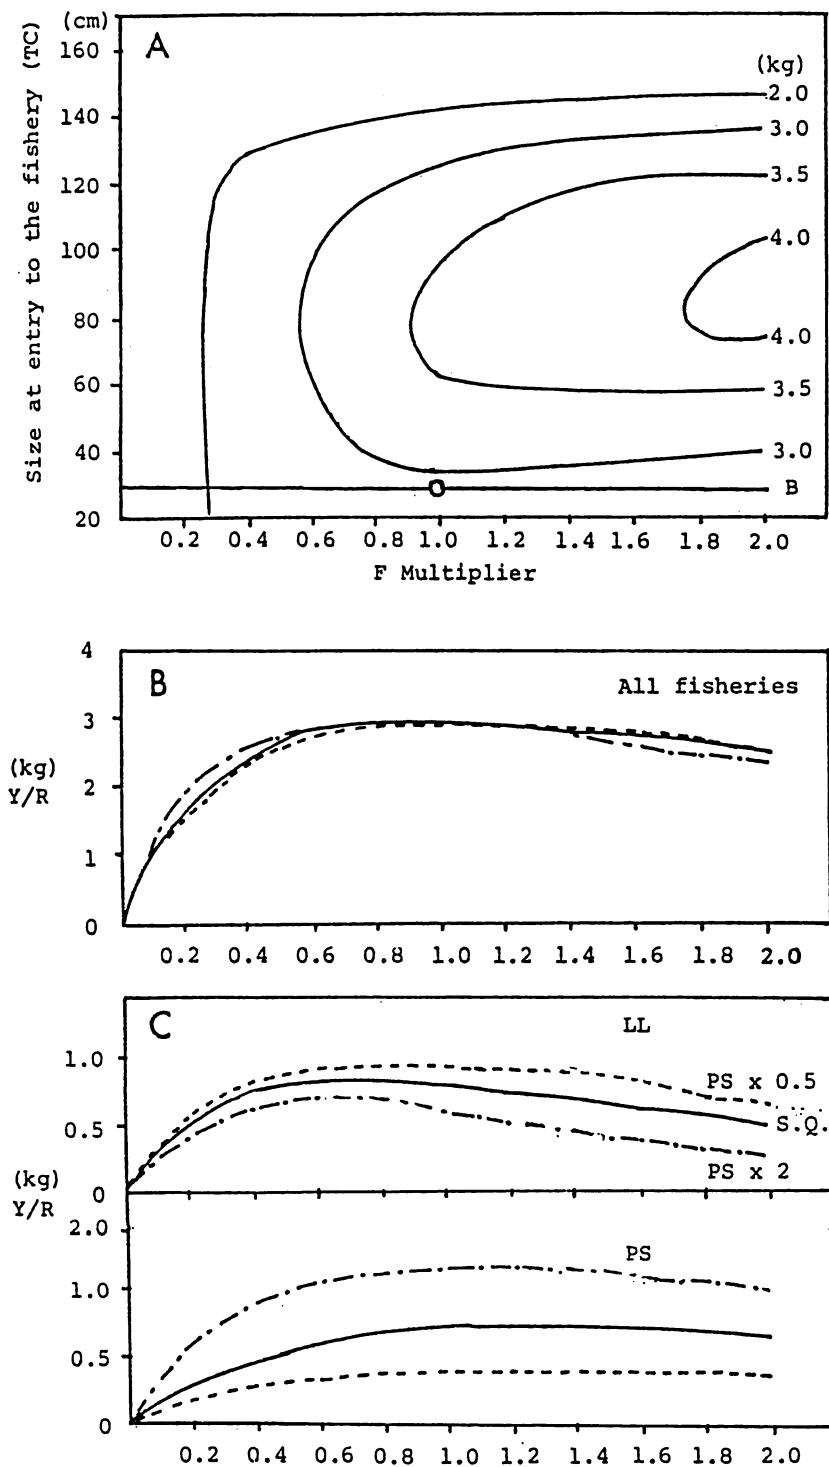 A
(cm)
160
140
120
100
80
60
40
20
Size at entry to the fishery (TC)
(kg)
2.0
3.0
3.5
4.0
4.0
3.5
3.0
B
0.2 0.4 0.6 0.8 1.0 1.2 1.4 1.6 1.8 2.0
F Multiplier
B
All fisheries
4
3
2
1
0
(kg)
Y/R
0.2 0.4 0.6 0.8 1.0 1.2 1.4 1.6 1.8 2.0
C
LL
1.0
0.5
0
PS x 0.5
S.Q.
PS x 2
(kg)
Y/R
PS
2.0
1.0
0.5
0
0.2 0.4 0.6 0.8 1.0 1.2 1.4 1.6 1.8 2.0